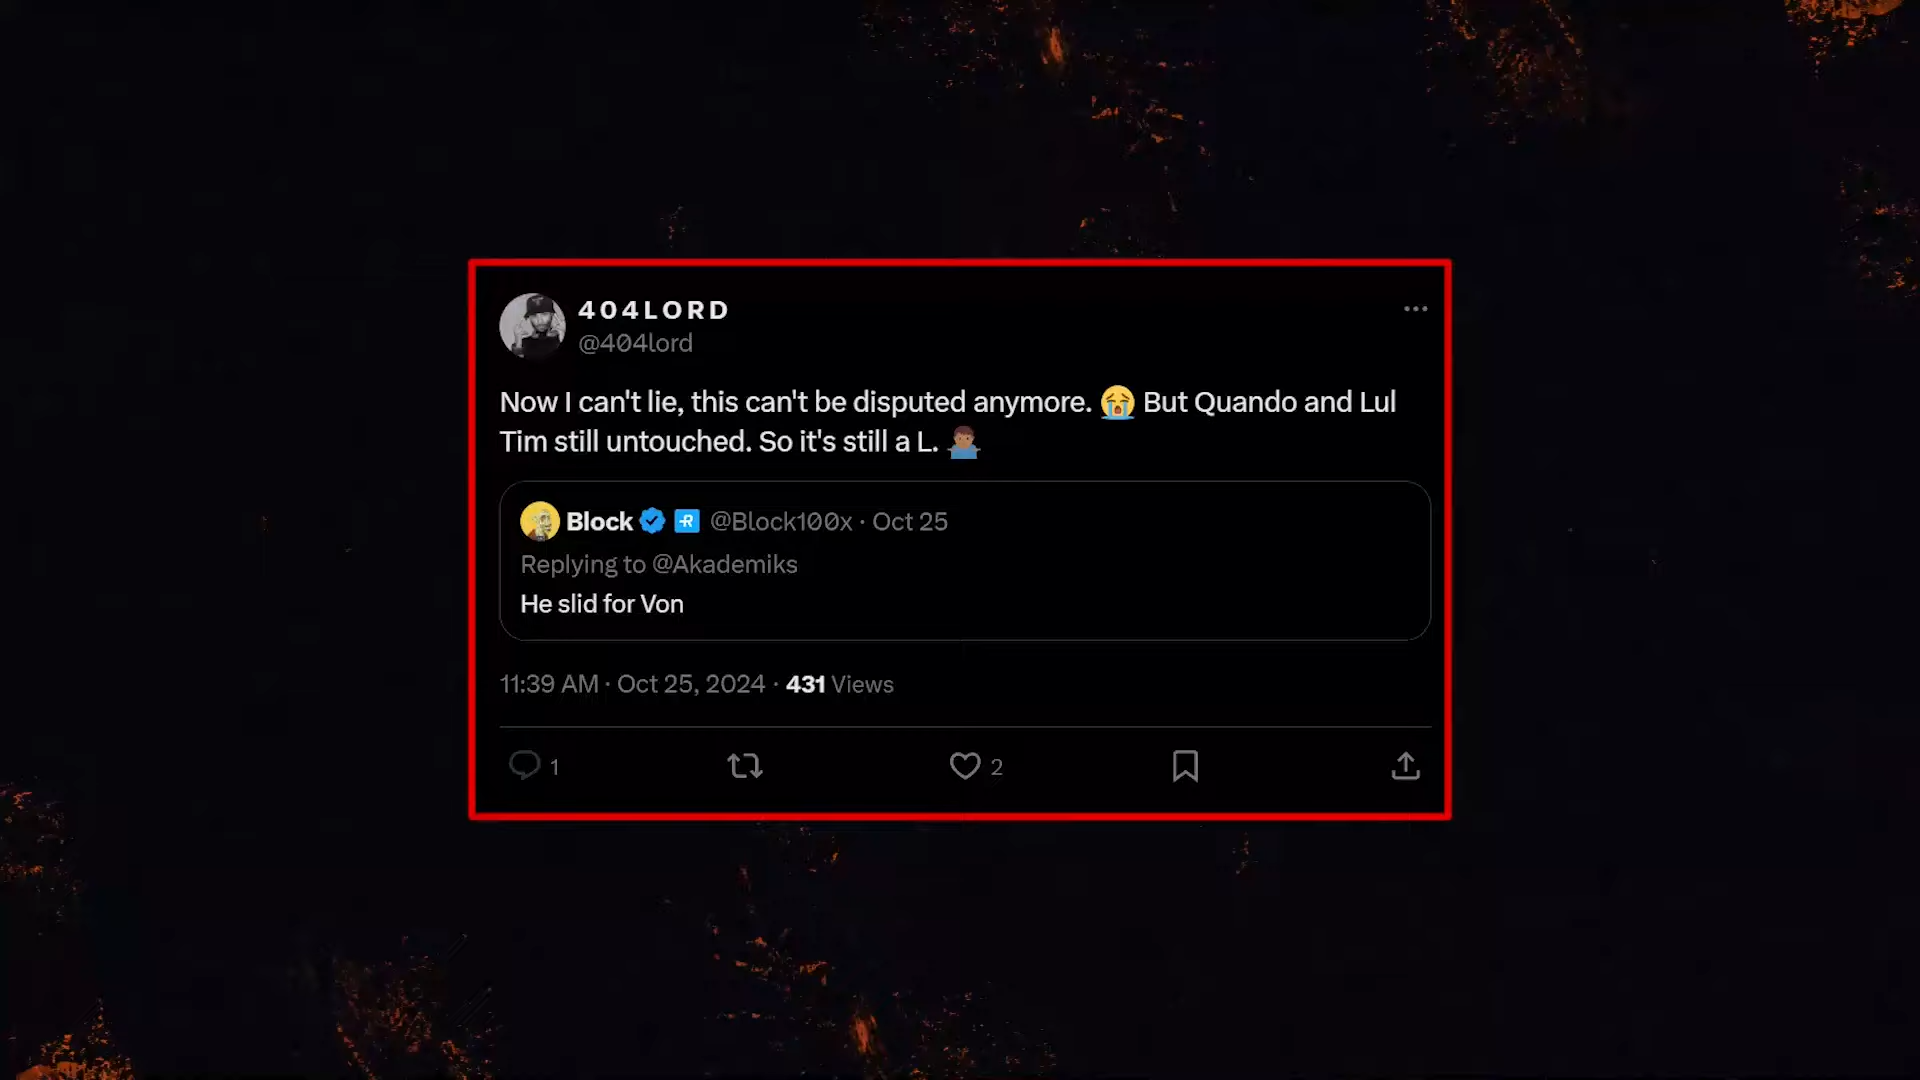 404LORD
@404lord
Now I can't lie, this can't be disputed anymore. 😭 But Quando and Lul
Tim still untouched. So it's still a L. 🤷🏽‍♂️
Block @Block100x · Oct 25
Replying to @Akademiks
He slid for Von
11:39 AM · Oct 25, 2024 · 431 Views
1 2